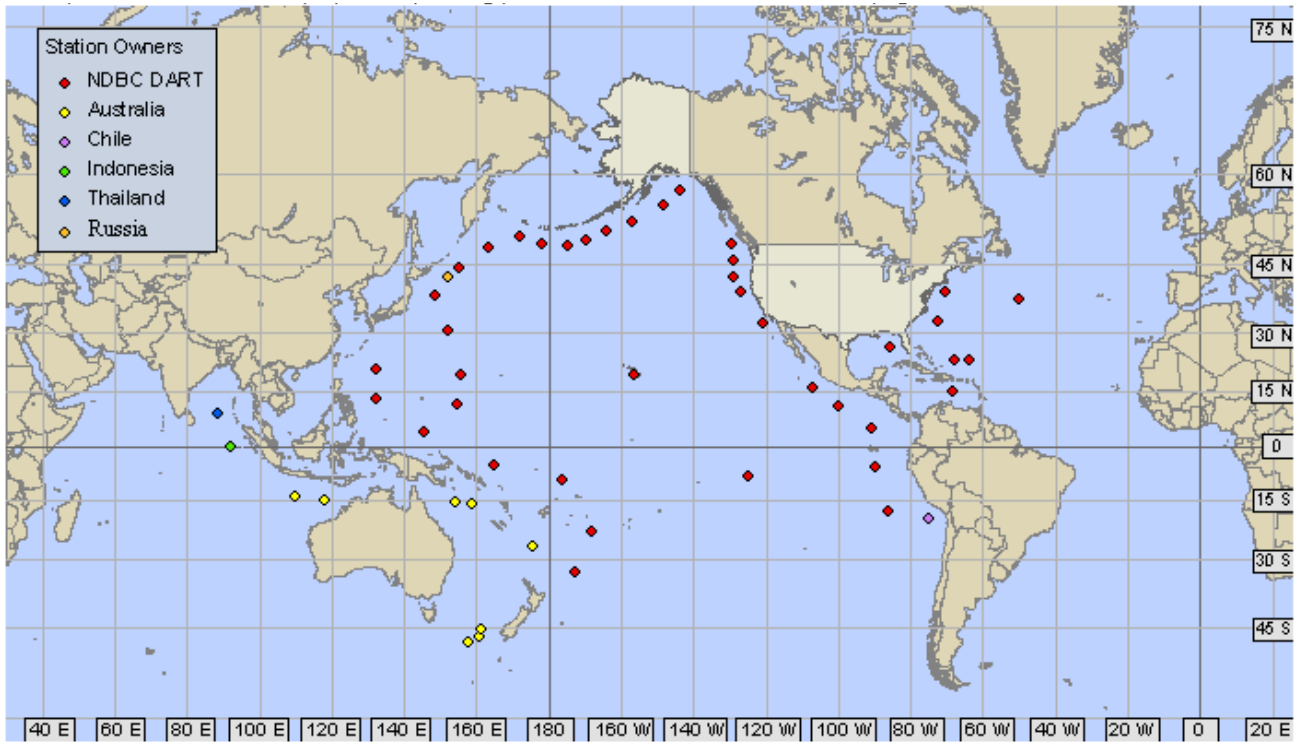 Station Owners
NDBC DART
Australia
Chile
Indonesia
Thailand
Russia
75 N
60 N
45 N
30 N
15 N
0
15 S
30 S
45 S
40 E 60 E 80 E 100 E 120 E 140 E 160 E 180 160 W 140 W 120 W 100 W 80 W 60 W 40 W 20 W 0 20 E